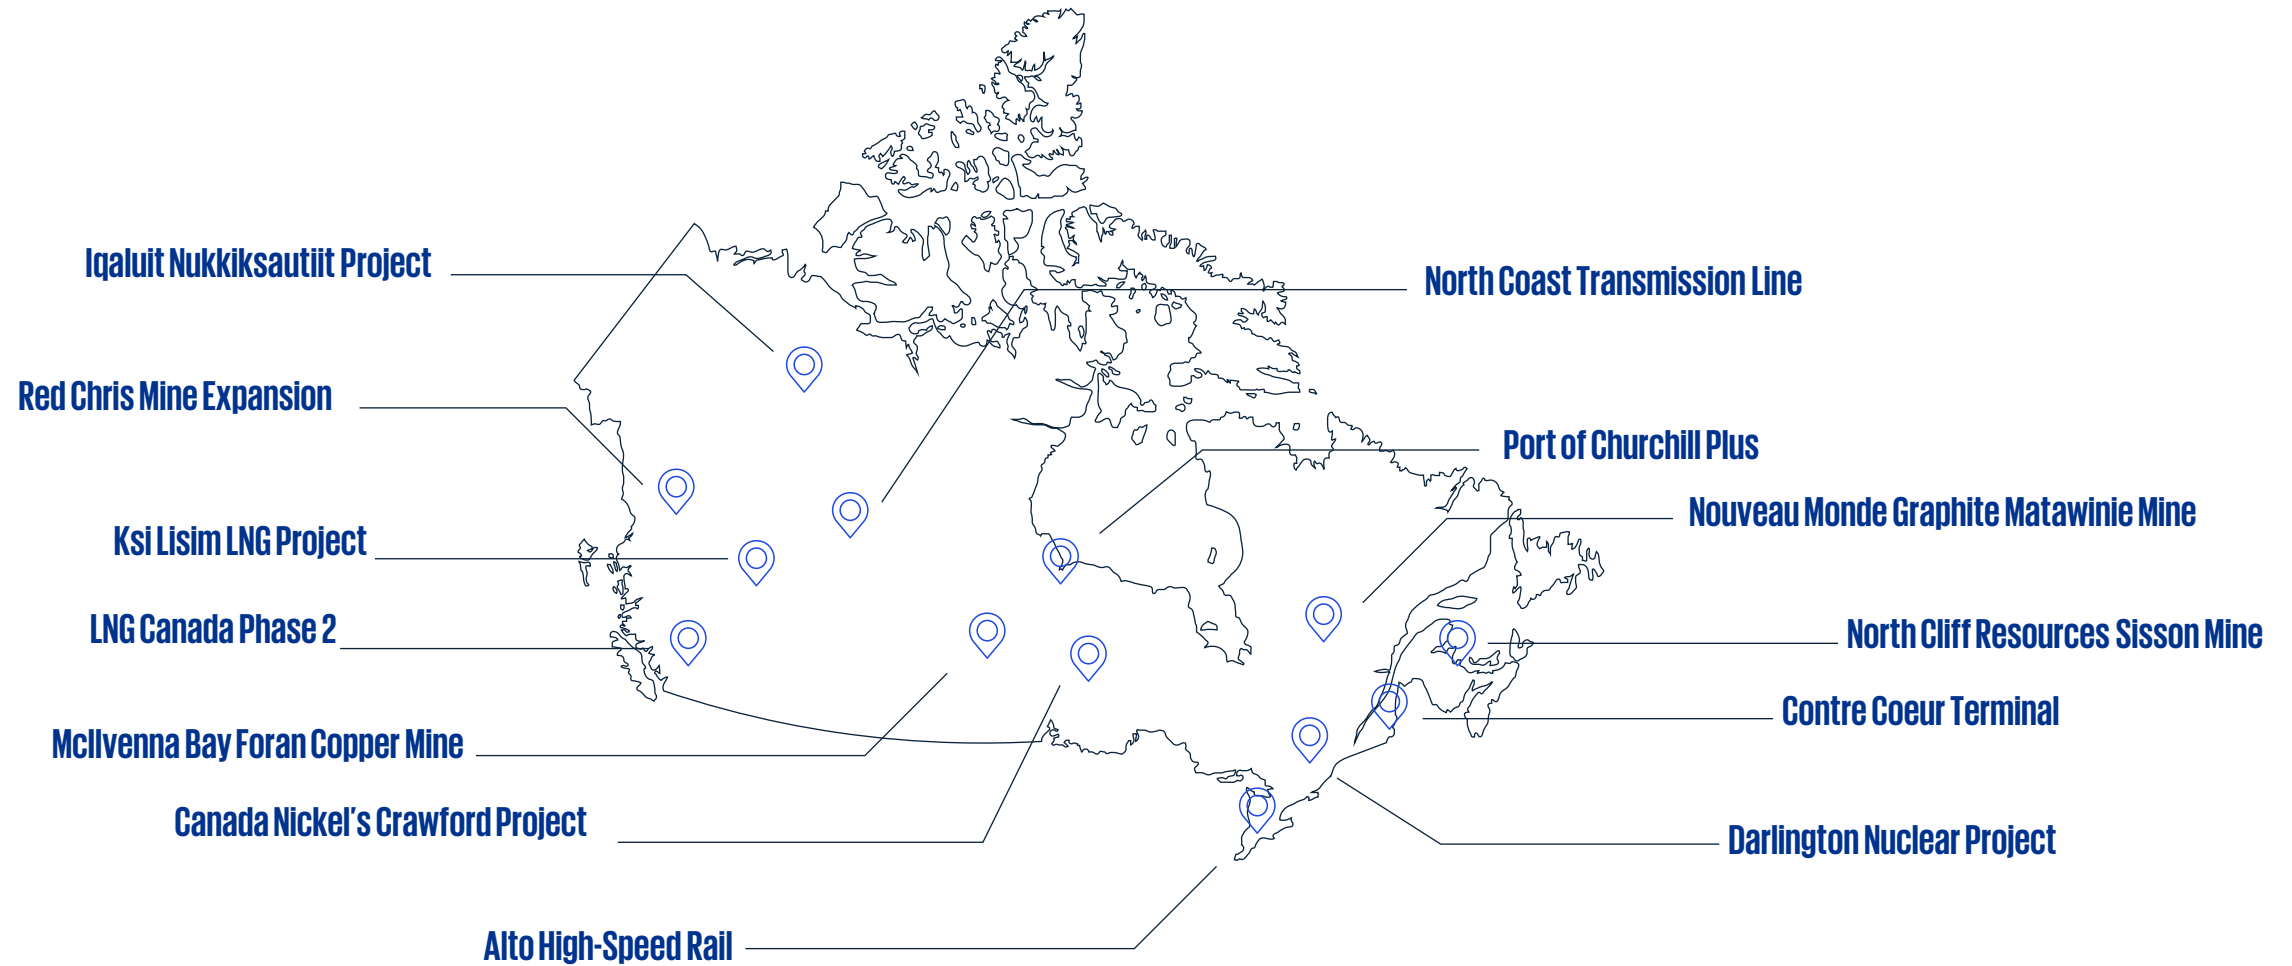 Iqaluit Nukkiksautiit Project
North Coast Transmission Line
Red Chris Mine Expansion
Port of Churchill Plus
Nouveau Monde Graphite Matawinie Mine
Ksi Lisim LNG Project
LNG Canada Phase 2
North Cliff Resources Sisson Mine
Contre Coeur Terminal
McIlvenna Bay Foran Copper Mine
Canada Nickel's Crawford Project
Darlington Nuclear Project
Alto High-Speed Rail